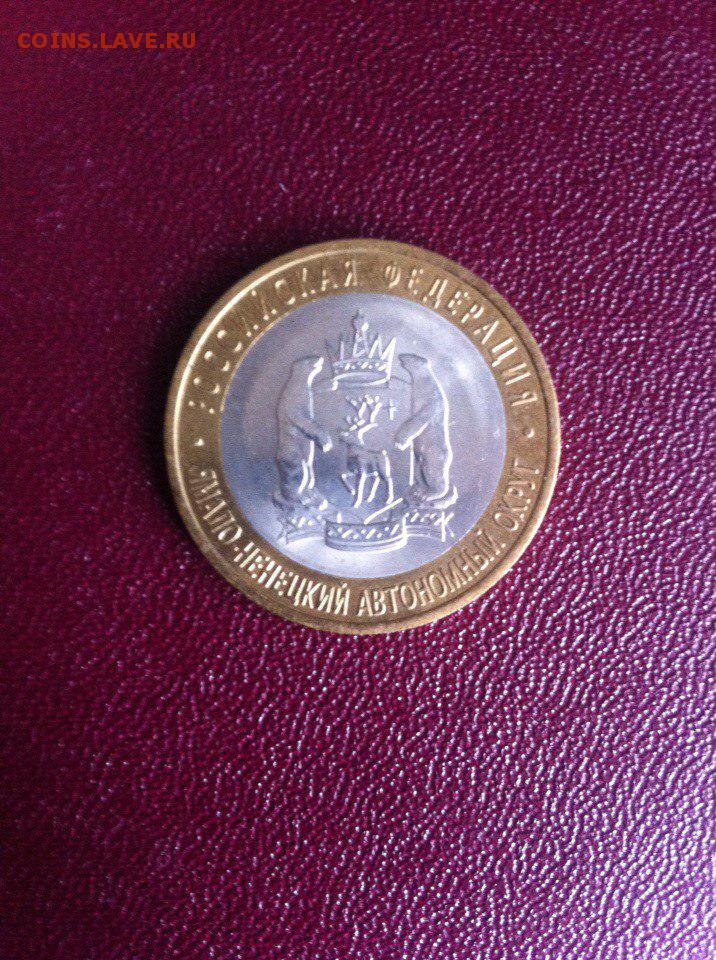 COINS.LAVE.RU
РОССИЙСКАЯ ФЕДЕРАЦИЯ
ЯМАЛО-НЕНЕЦКИЙ АВТОНОМНЫЙ ОКРУГ